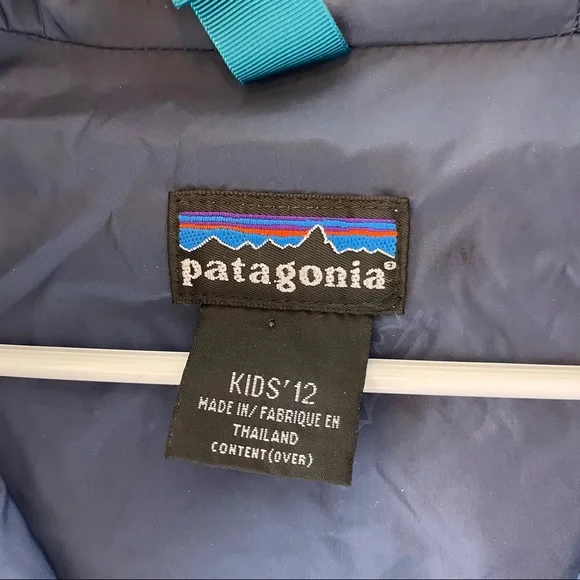 patagonia®
KIDS' 12
MADE IN/ FABRIQUE EN
THAILAND
CONTENT (OVER)